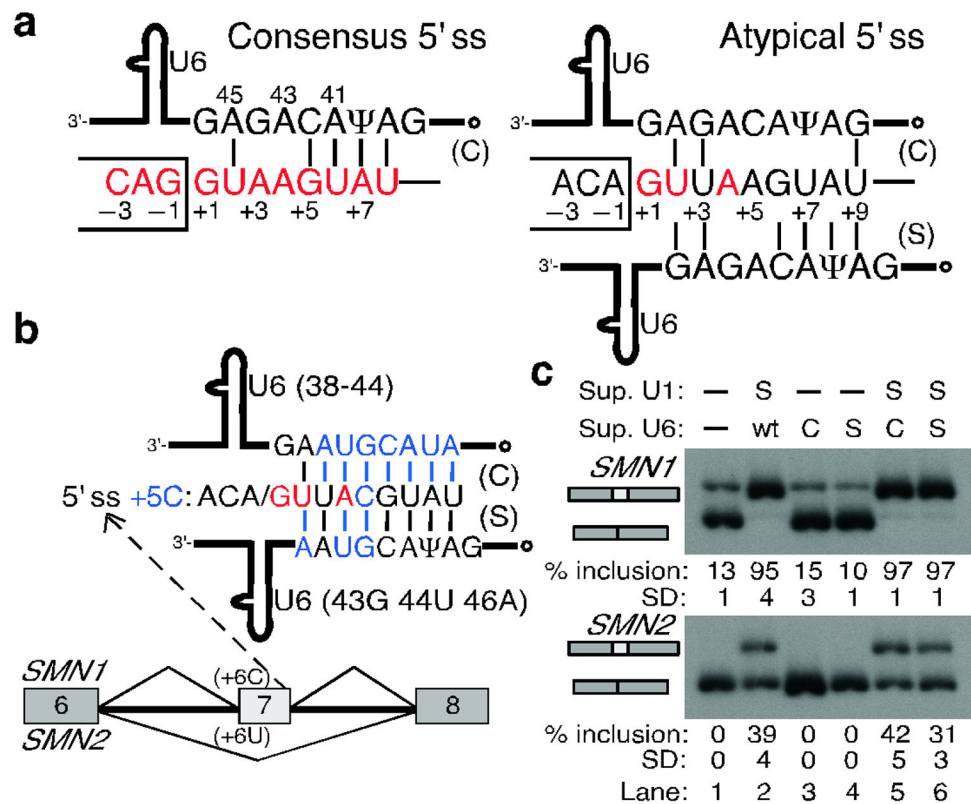 a
Consensus 5' ss
Atypical 5' ss
U6
45 43 41
3'-
GAGACAΨAG
(C)
CAG GUAAGUAU
−3 −1 +1 +3 +5 +7
U6
3'-
GAGACAΨAG
(C)
ACA GUUAAGUAU
−3 −1 +1 +3 +5 +7 +9
(S)
3'-
GAGACAΨAG
U6
b
U6 (38-44)
3'-
GAAUGCAUA
(C)
5' ss +5C: ACA/GUUACGUAU
(S)
3'-
AAUGCAΨAG
U6 (43G 44U 46A)
SMN1
(+6C)
6 7 8
(+6U)
SMN2
c
Sup. U1: — S — — S S
Sup. U6: — wt C S C S
SMN1
% inclusion: 13 95 15 10 97 97
SD: 1 4 3 1 1 1
SMN2
% inclusion: 0 39 0 0 42 31
SD: 0 4 0 0 5 3
Lane: 1 2 3 4 5 6